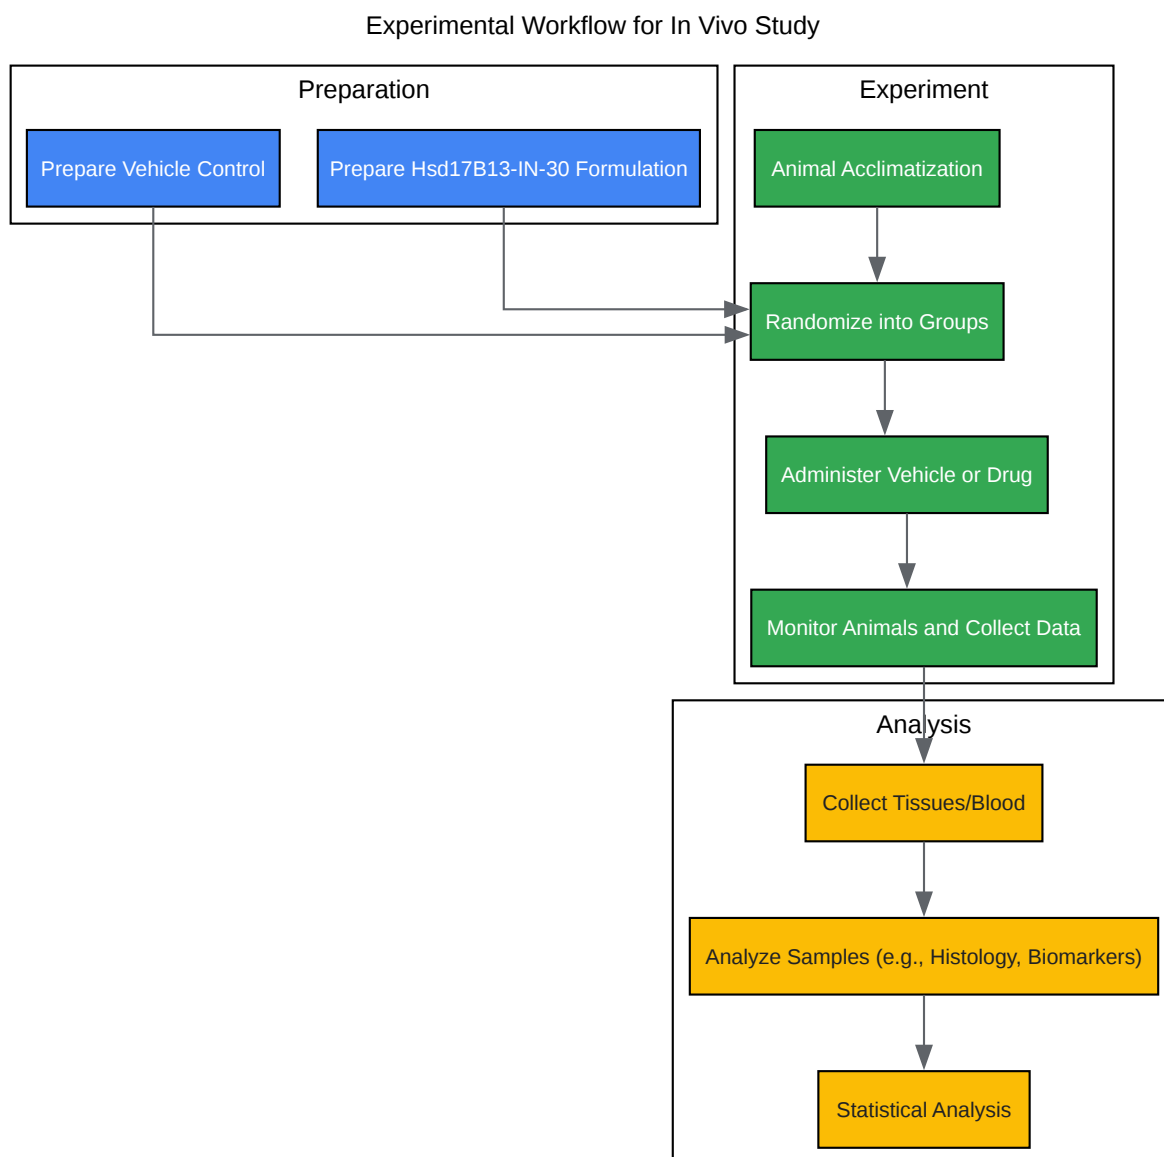 Experimental Workflow for In Vivo Study
Preparation
Prepare Vehicle Control
Prepare Hsd17B13-IN-30 Formulation
Experiment
Animal Acclimatization
Randomize into Groups
Administer Vehicle or Drug
Monitor Animals and Collect Data
Analysis
Collect Tissues/Blood
Analyze Samples (e.g., Histology, Biomarkers)
Statistical Analysis